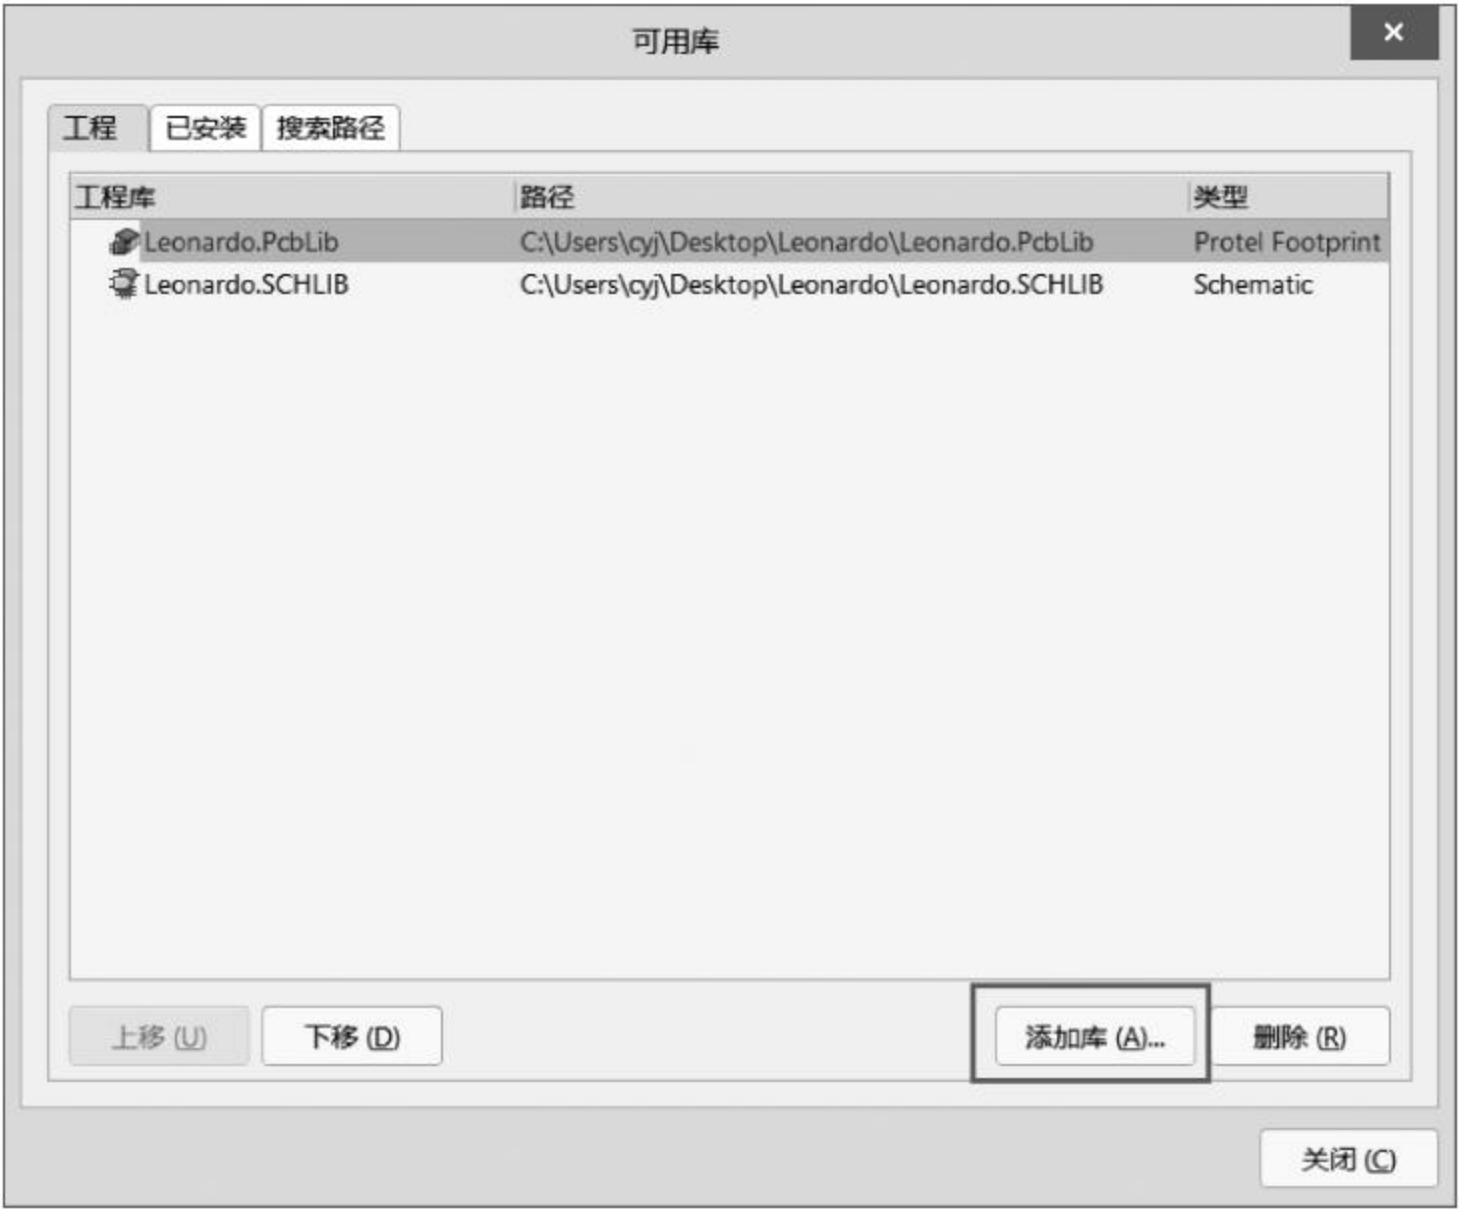 可用库
工程 已安装 搜索路径
工程库 路径 类型
Leonardo.PcbLib C:\Users\cyj\Desktop\Leonardo\Leonardo.PcbLib Protel Footprint
Leonardo.SCHLIB C:\Users\cyj\Desktop\Leonardo\Leonardo.SCHLIB Schematic
上移 (U) 下移 (D) 添加库 (A)... 删除 (R)
关闭 (C)